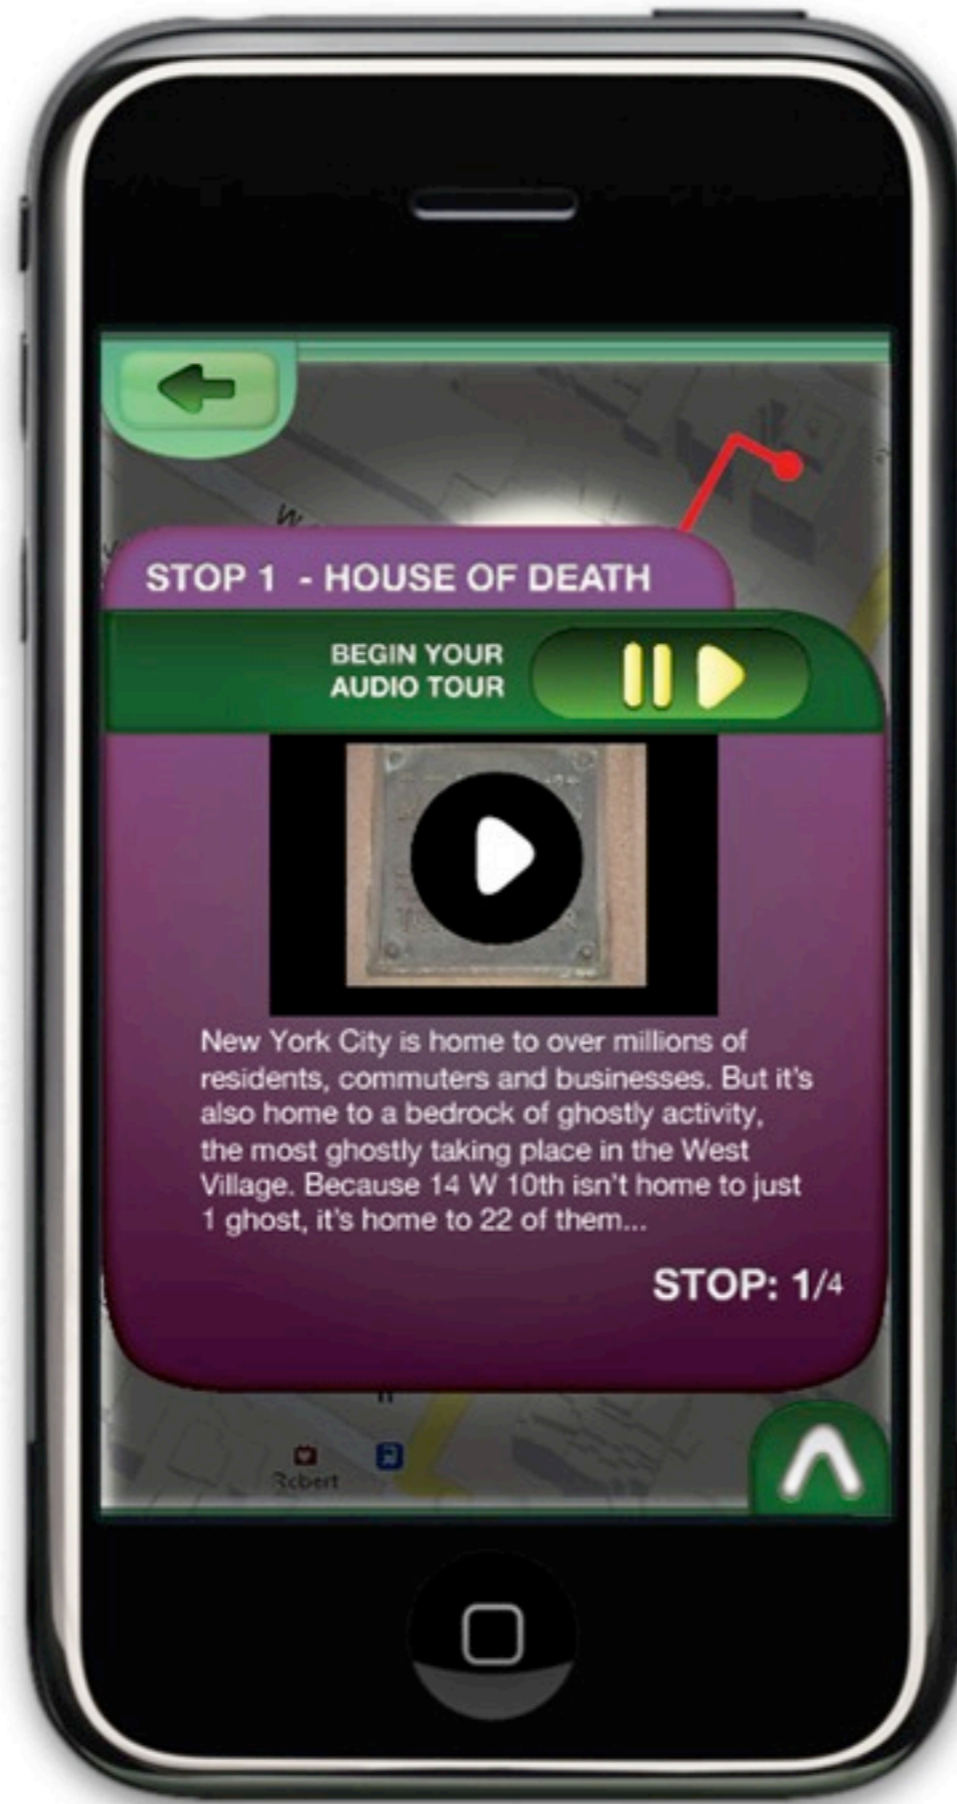 W
STOP 1 - HOUSE OF DEATH
BEGIN YOUR
AUDIO TOUR
New York City is home to over millions of
residents, commuters and businesses. But it's
also home to a bedrock of ghostly activity,
the most ghostly taking place in the West
Village. Because 14 W 10th isn't home to just
1 ghost, it's home to 22 of them...
STOP: 1/4
Robert